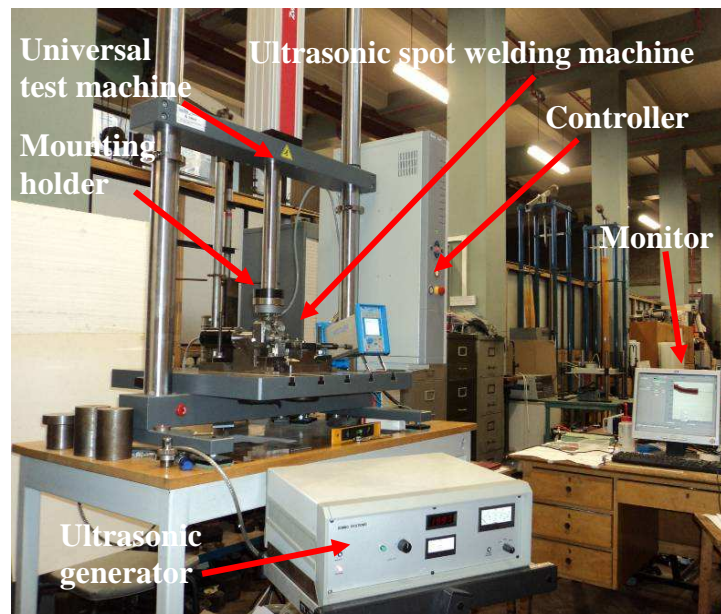 Universal
test machine
Ultrasonic spot welding machine
Mounting
holder
Controller
Monitor
Ultrasonic
generator